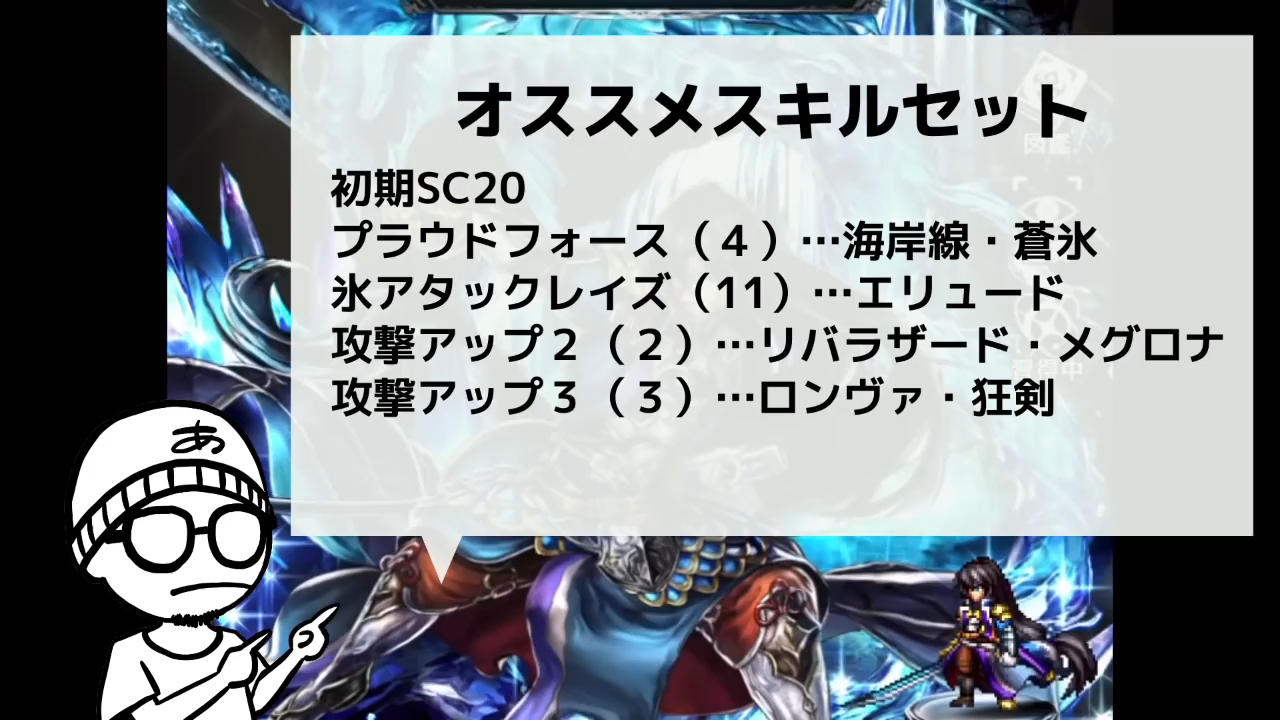 オススメスキルセット
初期SC20
プラウドフォース（４）…海岸線・蒼氷
氷アタックレイズ（11）…エリュード
攻撃アップ２（２）…リバラザード・メグロナ
攻撃アップ３（３）…ロンヴァ・狂剣
あ
図鑑